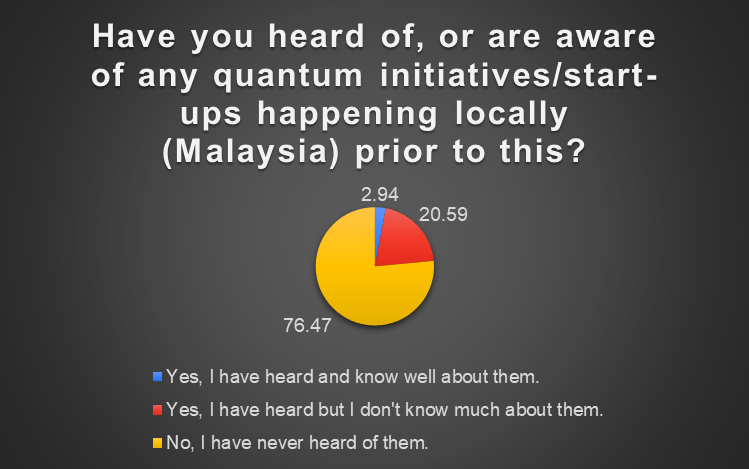 Have you heard of, or are aware
of any quantum initiatives/start-
ups happening locally
(Malaysia) prior to this?
2.94
20.59
76.47
Yes, I have heard and know well about them.
Yes, I have heard but I don't know much about them.
No, I have never heard of them.